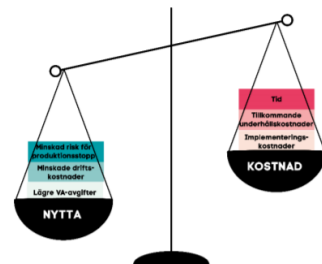 Minskad risk för
produktionsstopp
Minskade drifts-
kostnader
Lägre VA-avgifter
NYTTA
Tid
Tillkommande
underhållskostnader
Implementerings-
kostnader
KOSTNAD